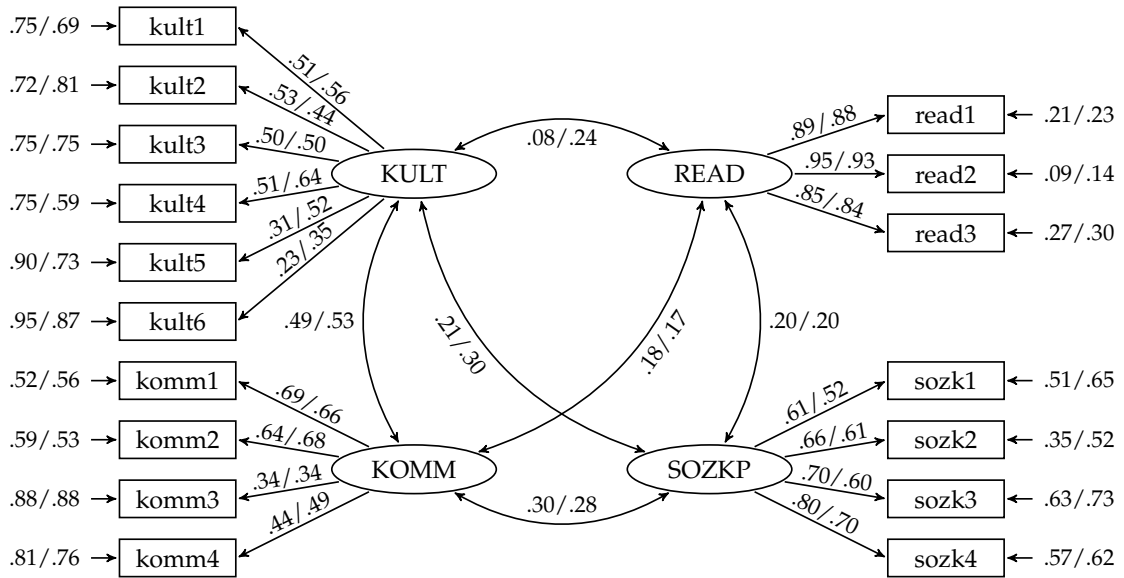 .75/.69 kult1
.51/.56
.72/.81 kult2
.53/.44
.75/.75 kult3
.50/.50
.75/.59 kult4
.51/.64
.90/.73 kult5
.31/.52
.95/.87 kult6
.23/.35
KULT
.08/.24
READ
.89/.88
read1 .21/.23
.95/.93
read2 .09/.14
.85/.84
read3 .27/.30
.49/.53
.21/.30
.18/.17
.20/.20
.52/.56 komm1
.69/.66
.59/.53 komm2
.64/.68
.88/.88 komm3
.34/.34
.81/.76 komm4
.44/.49
KOMM
.30/.28
SOZKP
.61/.52
sozk1 .51/.65
.66/.61
sozk2 .35/.52
.70/.60
sozk3 .63/.73
.80/.70
sozk4 .57/.62